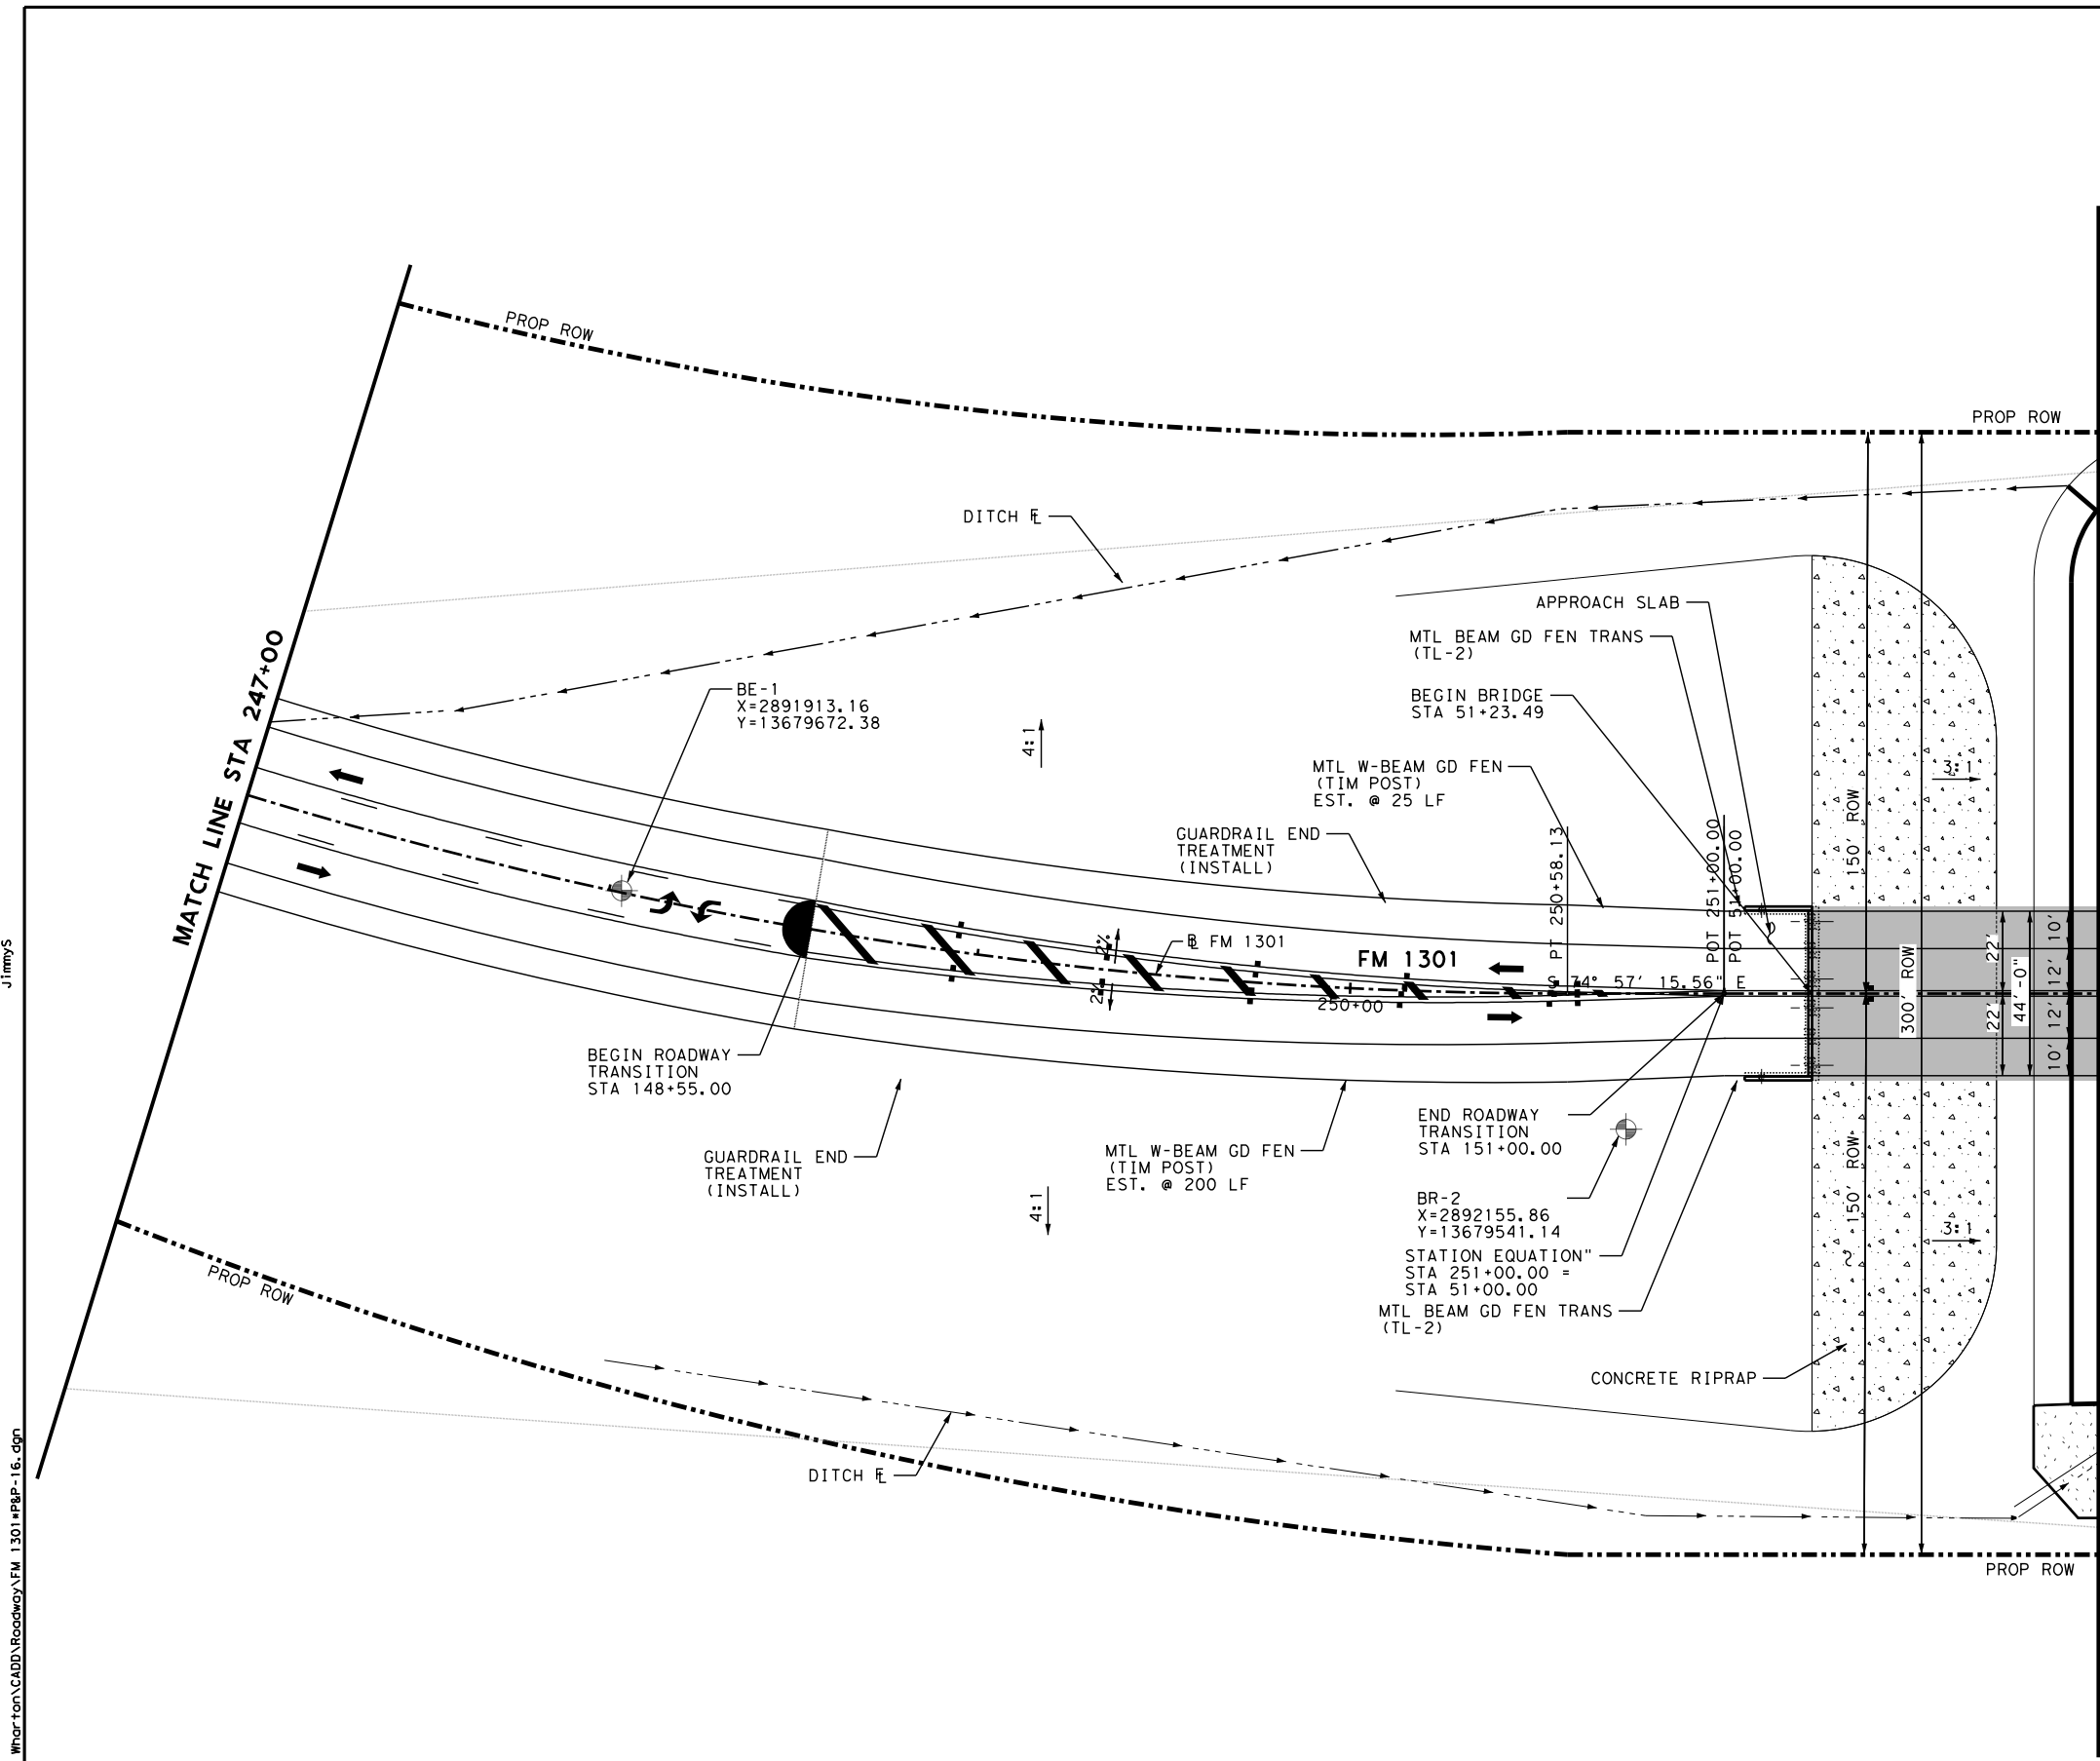 PROP ROW
PROP ROW
DITCH FL
APPROACH SLAB
MTL BEAM GD FEN TRANS
(TL-2)
BE-1
X=2891913.16
Y=13679672.38
BEGIN BRIDGE
STA 51+23.49
4:1
MTL W-BEAM GD FEN
(TIM POST)
EST. @ 25 LF
3:1
MATCH LINE STA 247+00
GUARDRAIL END
TREATMENT
(INSTALL)
PT 250+58.13
POT 251+00.00
POT 51+00.00
150' ROW
2%
2%
BL FM 1301
FM 1301
S 74° 57' 15.56" E
250+00
300' ROW
22'
22'
44'-0"
10'
12'
12'
10'
JimmyS
BEGIN ROADWAY
TRANSITION
STA 148+55.00
END ROADWAY
TRANSITION
STA 151+00.00
GUARDRAIL END
TREATMENT
(INSTALL)
MTL W-BEAM GD FEN
(TIM POST)
EST. @ 200 LF
4:1
150' ROW
BR-2
X=2892155.86
Y=13679541.14
3:1
STATION EQUATION"
STA 251+00.00 =
STA 51+00.00
MTL BEAM GD FEN TRANS
(TL-2)
PROP ROW
CONCRETE RIPRAP
DITCH FL
PROP ROW
Wharton\CADD\Roadway\FM 1301*P&P-16.dgn